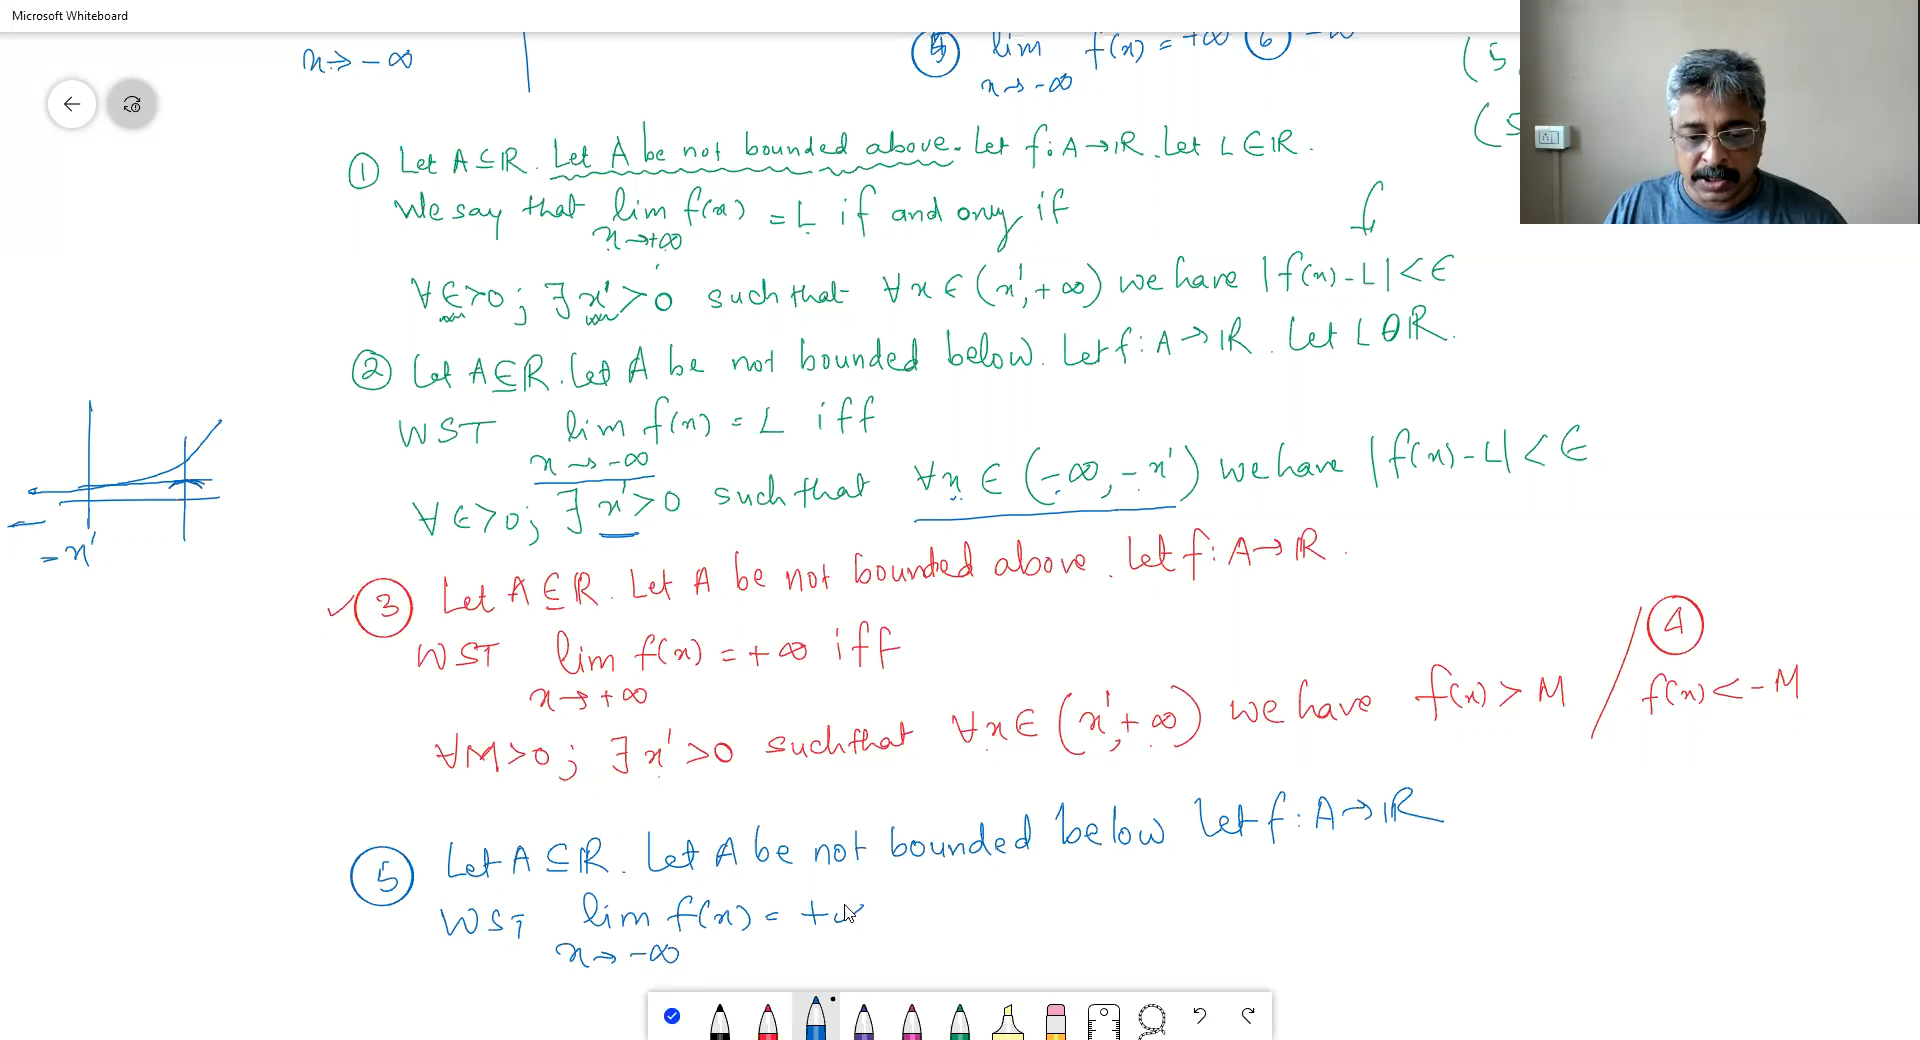 Microsoft Whiteboard
x → -∞
⑤ lim f(x) = +∞ ⑥ -∞
x → -∞
(5
(5
① Let A ⊆ ℝ. Let A be not bounded above. Let f: A → ℝ. Let L ∈ ℝ.
We say that lim f(x) = L if and only if
x → +∞
∀ ∈ > 0 ; ∃ x' > 0 such that ∀ x ∈ (x', +∞) we have |f(x) - L| < ∈
② Let A ⊆ ℝ. Let A be not bounded below. Let f: A → ℝ. Let L ∈ ℝ.
WST lim f(x) = L iff
x → -∞
∀ ∈ > 0 ; ∃ x' > 0 such that ∀ x ∈ (-∞, -x') we have |f(x) - L| < ∈
-x'
③ Let A ⊆ ℝ. Let A be not bounded above. Let f: A → ℝ.
WST lim f(x) = +∞ iff
x → +∞
∀ M > 0 ; ∃ x' > 0 such that ∀ x ∈ (x', +∞) we have f(x) > M / ④ f(x) < -M
⑤ Let A ⊆ ℝ. Let A be not bounded below Let f: A → ℝ
WST lim f(x) = +∞
x → -∞